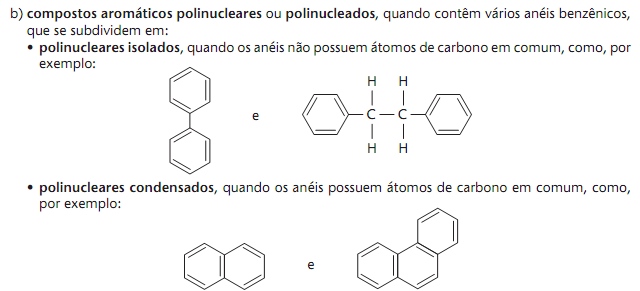 b) compostos aromáticos polinucleares ou polinucleados, quando contêm vários anéis benzênicos,
que se subdividem em:
• polinucleares isolados, quando os anéis não possuem átomos de carbono em comum, como, por
exemplo:
H H
e C C
H H
• polinucleares condensados, quando os anéis possuem átomos de carbono em comum, como,
por exemplo:
e